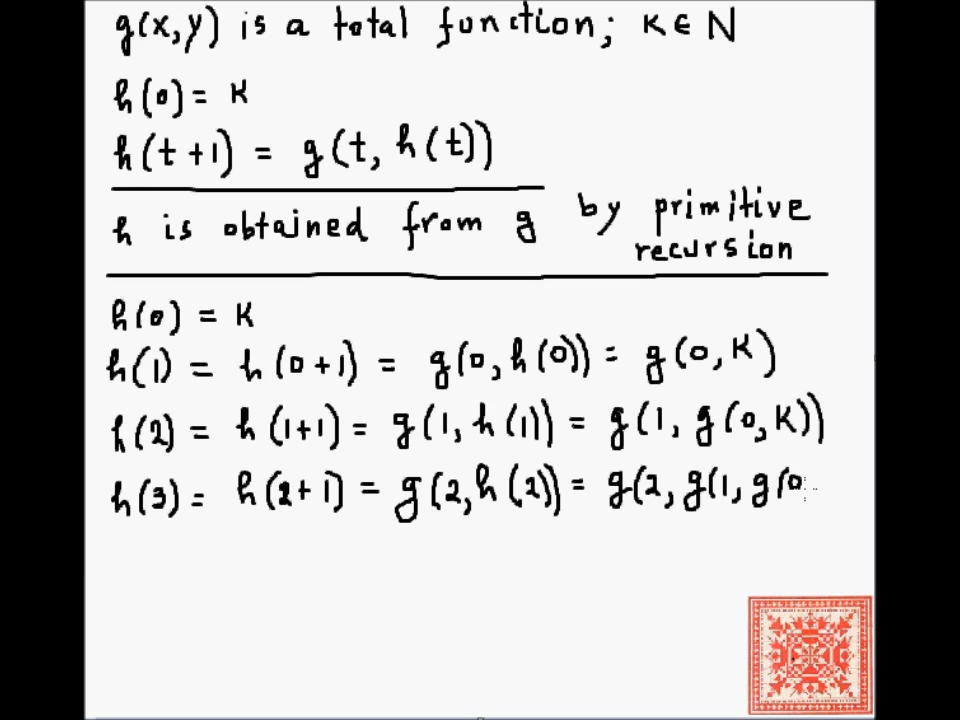 g(x,y) is a total function; k ∈ N
h(0) = k
h(t+1) = g(t, h(t))
h is obtained from g by primitive
recursion
h(0) = k
h(1) = h(0+1) = g(0, h(0)) = g(0, k)
h(2) = h(1+1) = g(1, h(1)) = g(1, g(0, k))
h(3) = h(2+1) = g(2, h(2)) = g(2, g(1, g(0